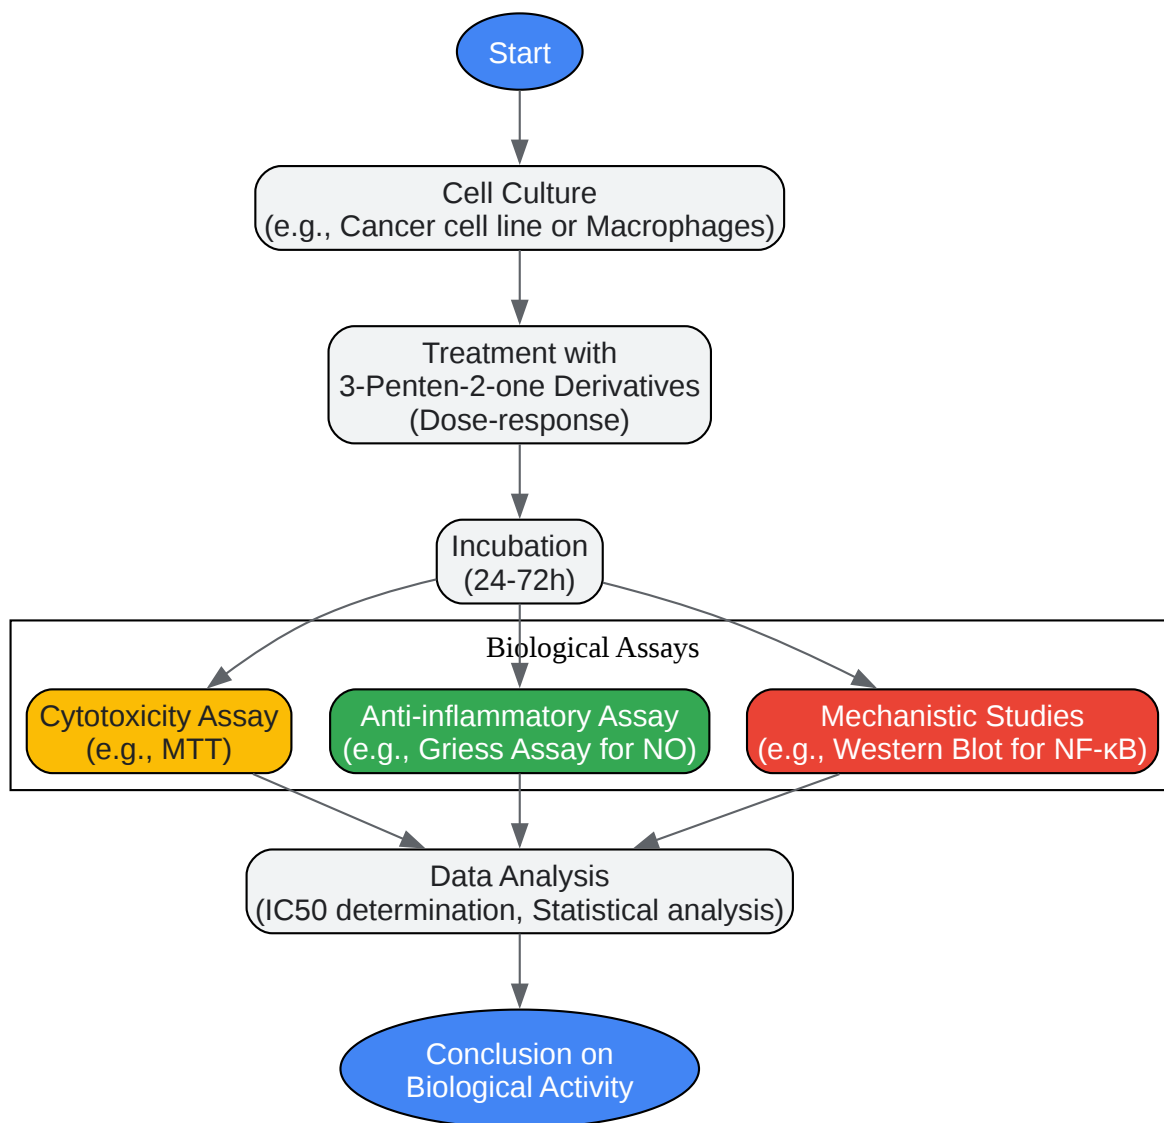 Start
Cell Culture
(e.g., Cancer cell line or Macrophages)
Treatment with
3-Penten-2-one Derivatives
(Dose-response)
Incubation
(24-72h)
Biological Assays
Cytotoxicity Assay
(e.g., MTT)
Anti-inflammatory Assay
(e.g., Griess Assay for NO)
Mechanistic Studies
(e.g., Western Blot for NF-κB)
Data Analysis
(IC50 determination, Statistical analysis)
Conclusion on
Biological Activity